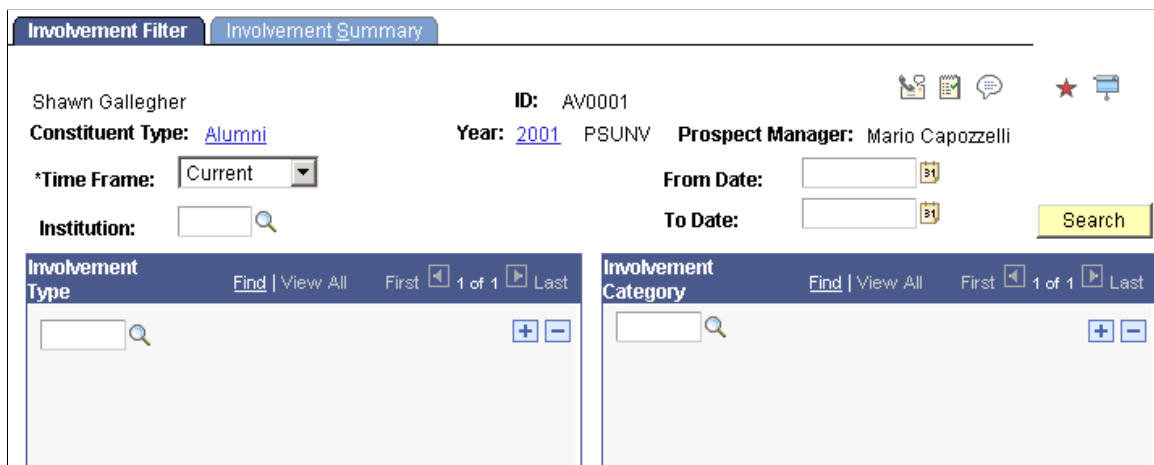 Involvement Filter Involvement Summary
Shawn Gallegher ID: AV0001
Constituent Type: Alumni Year: 2001 PSUNV Prospect Manager: Mario Capozzelli
*Time Frame: Current From Date: 31
Institution: To Date: 31 Search
Involvement Type Find | View All First 1 of 1 Last
Involvement Category Find | View All First 1 of 1 Last